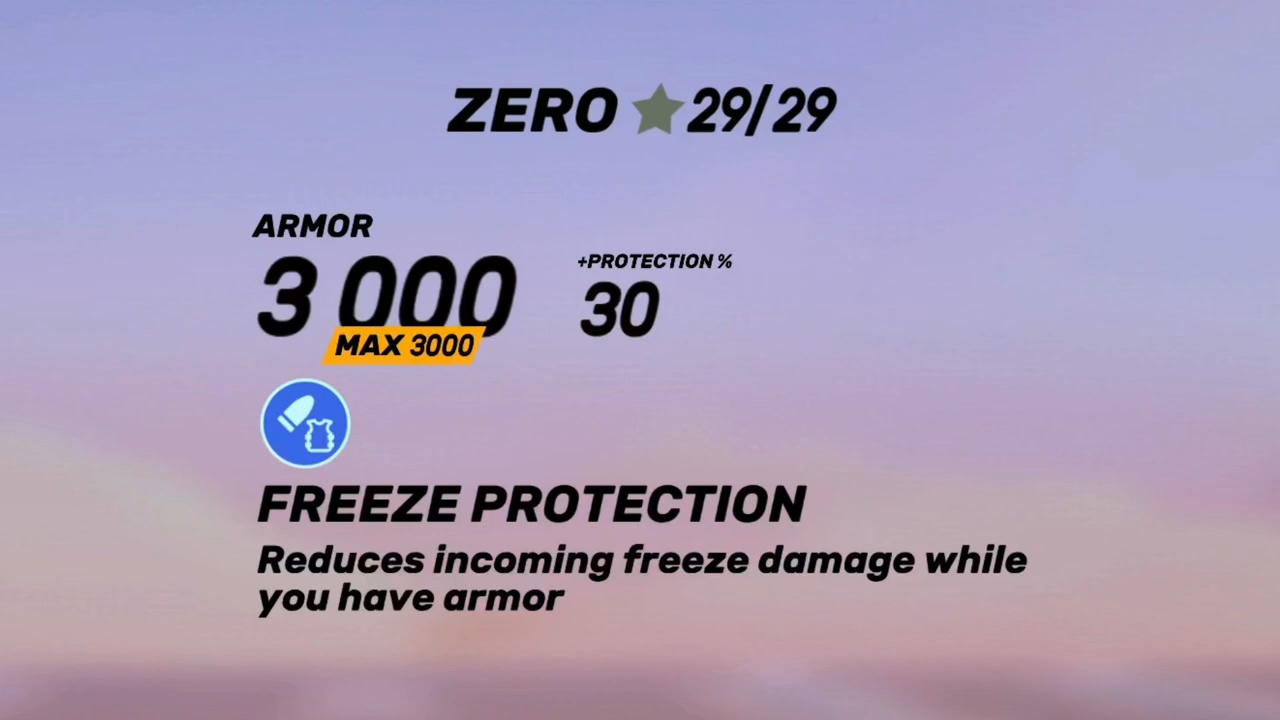 ZERO ★ 29/29
ARMOR
+PROTECTION %
3 000
30
MAX 3000
FREEZE PROTECTION
Reduces incoming freeze damage while
you have armor